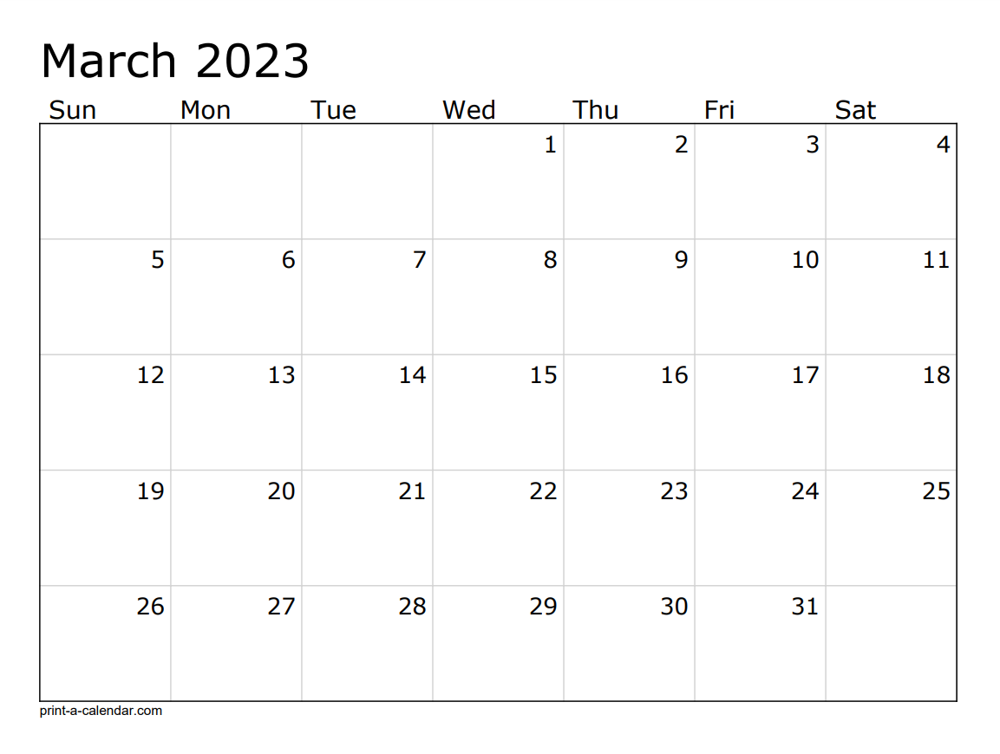 March 2023
Sun Mon Tue Wed Thu Fri Sat
1 2 3 4
5 6 7 8 9 10 11
12 13 14 15 16 17 18
19 20 21 22 23 24 25
26 27 28 29 30 31
print-a-calendar.com